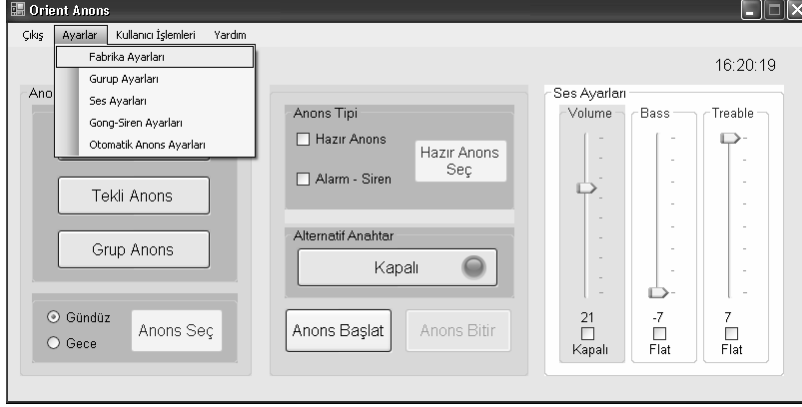 Orient Anons
Çıkış Ayarlar Kullanıcı İşlemleri Yardım
Fabrika Ayarları
Gurup Ayarları
Ses Ayarları
Gong-Siren Ayarları
Otomatik Anons Ayarları
16:20:19
Ano
Tekli Anons
Grup Anons
Gündüz
Gece
Anons Seç
Anons Tipi
Hazır Anons
Alarm - Siren
Hazır Anons
Seç
Alternatif Anahtar
Kapalı
Anons Başlat
Anons Bitir
Ses Ayarları
Volume Bass Treable
21 -7 7
Kapalı Flat Flat